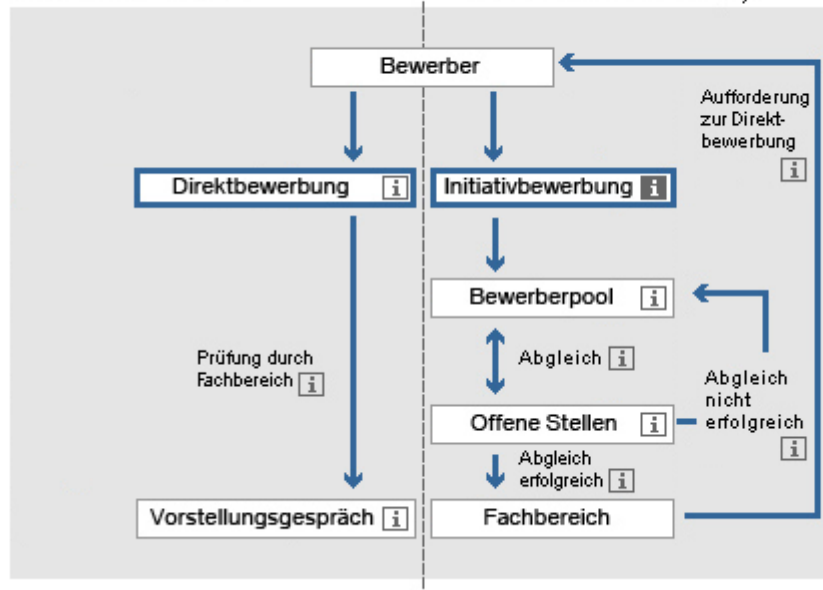 Bewerber
Aufforderung
zur Direkt-
bewerbung
i
Direktbewerbung i
Initiativbewerbung i
Bewerberpool i
Prüfung durch
Fachbereich i
Abgleich i
Abgleich
nicht
erfolgreich
i
Offene Stellen i
Abgleich
erfolgreich i
Vorstellungsgespräch i
Fachbereich